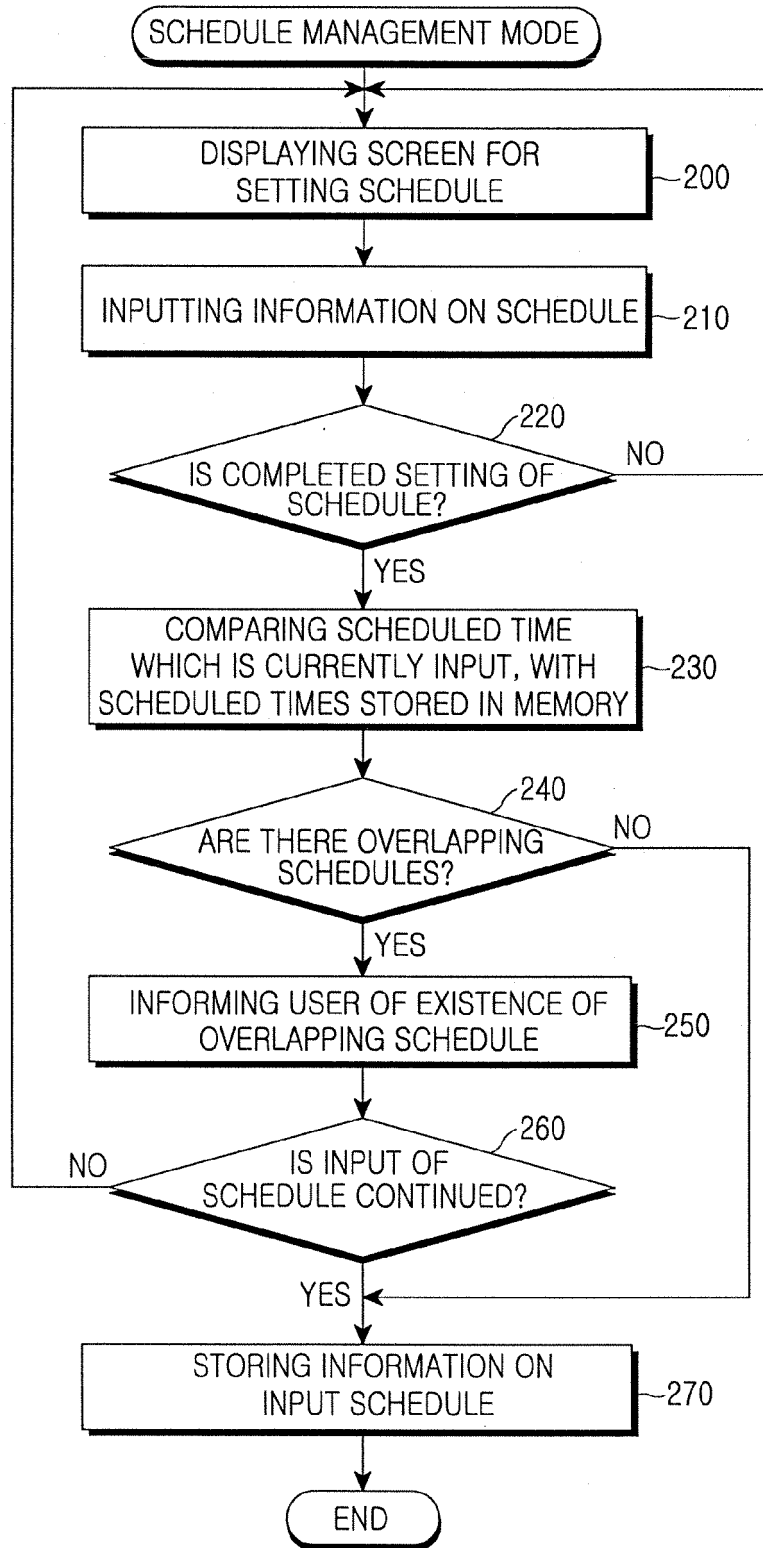 SCHEDULE MANAGEMENT MODE
DISPLAYING SCREEN FOR
SETTING SCHEDULE
200
INPUTTING INFORMATION ON SCHEDULE
210
220
IS COMPLETED SETTING OF
SCHEDULE?
NO
YES
COMPARING SCHEDULED TIME
WHICH IS CURRENTLY INPUT, WITH
SCHEDULED TIMES STORED IN MEMORY
230
240
ARE THERE OVERLAPPING
SCHEDULES?
NO
YES
INFORMING USER OF EXISTENCE OF
OVERLAPPING SCHEDULE
250
260
IS INPUT OF
SCHEDULE CONTINUED?
NO
YES
STORING INFORMATION ON
INPUT SCHEDULE
270
END